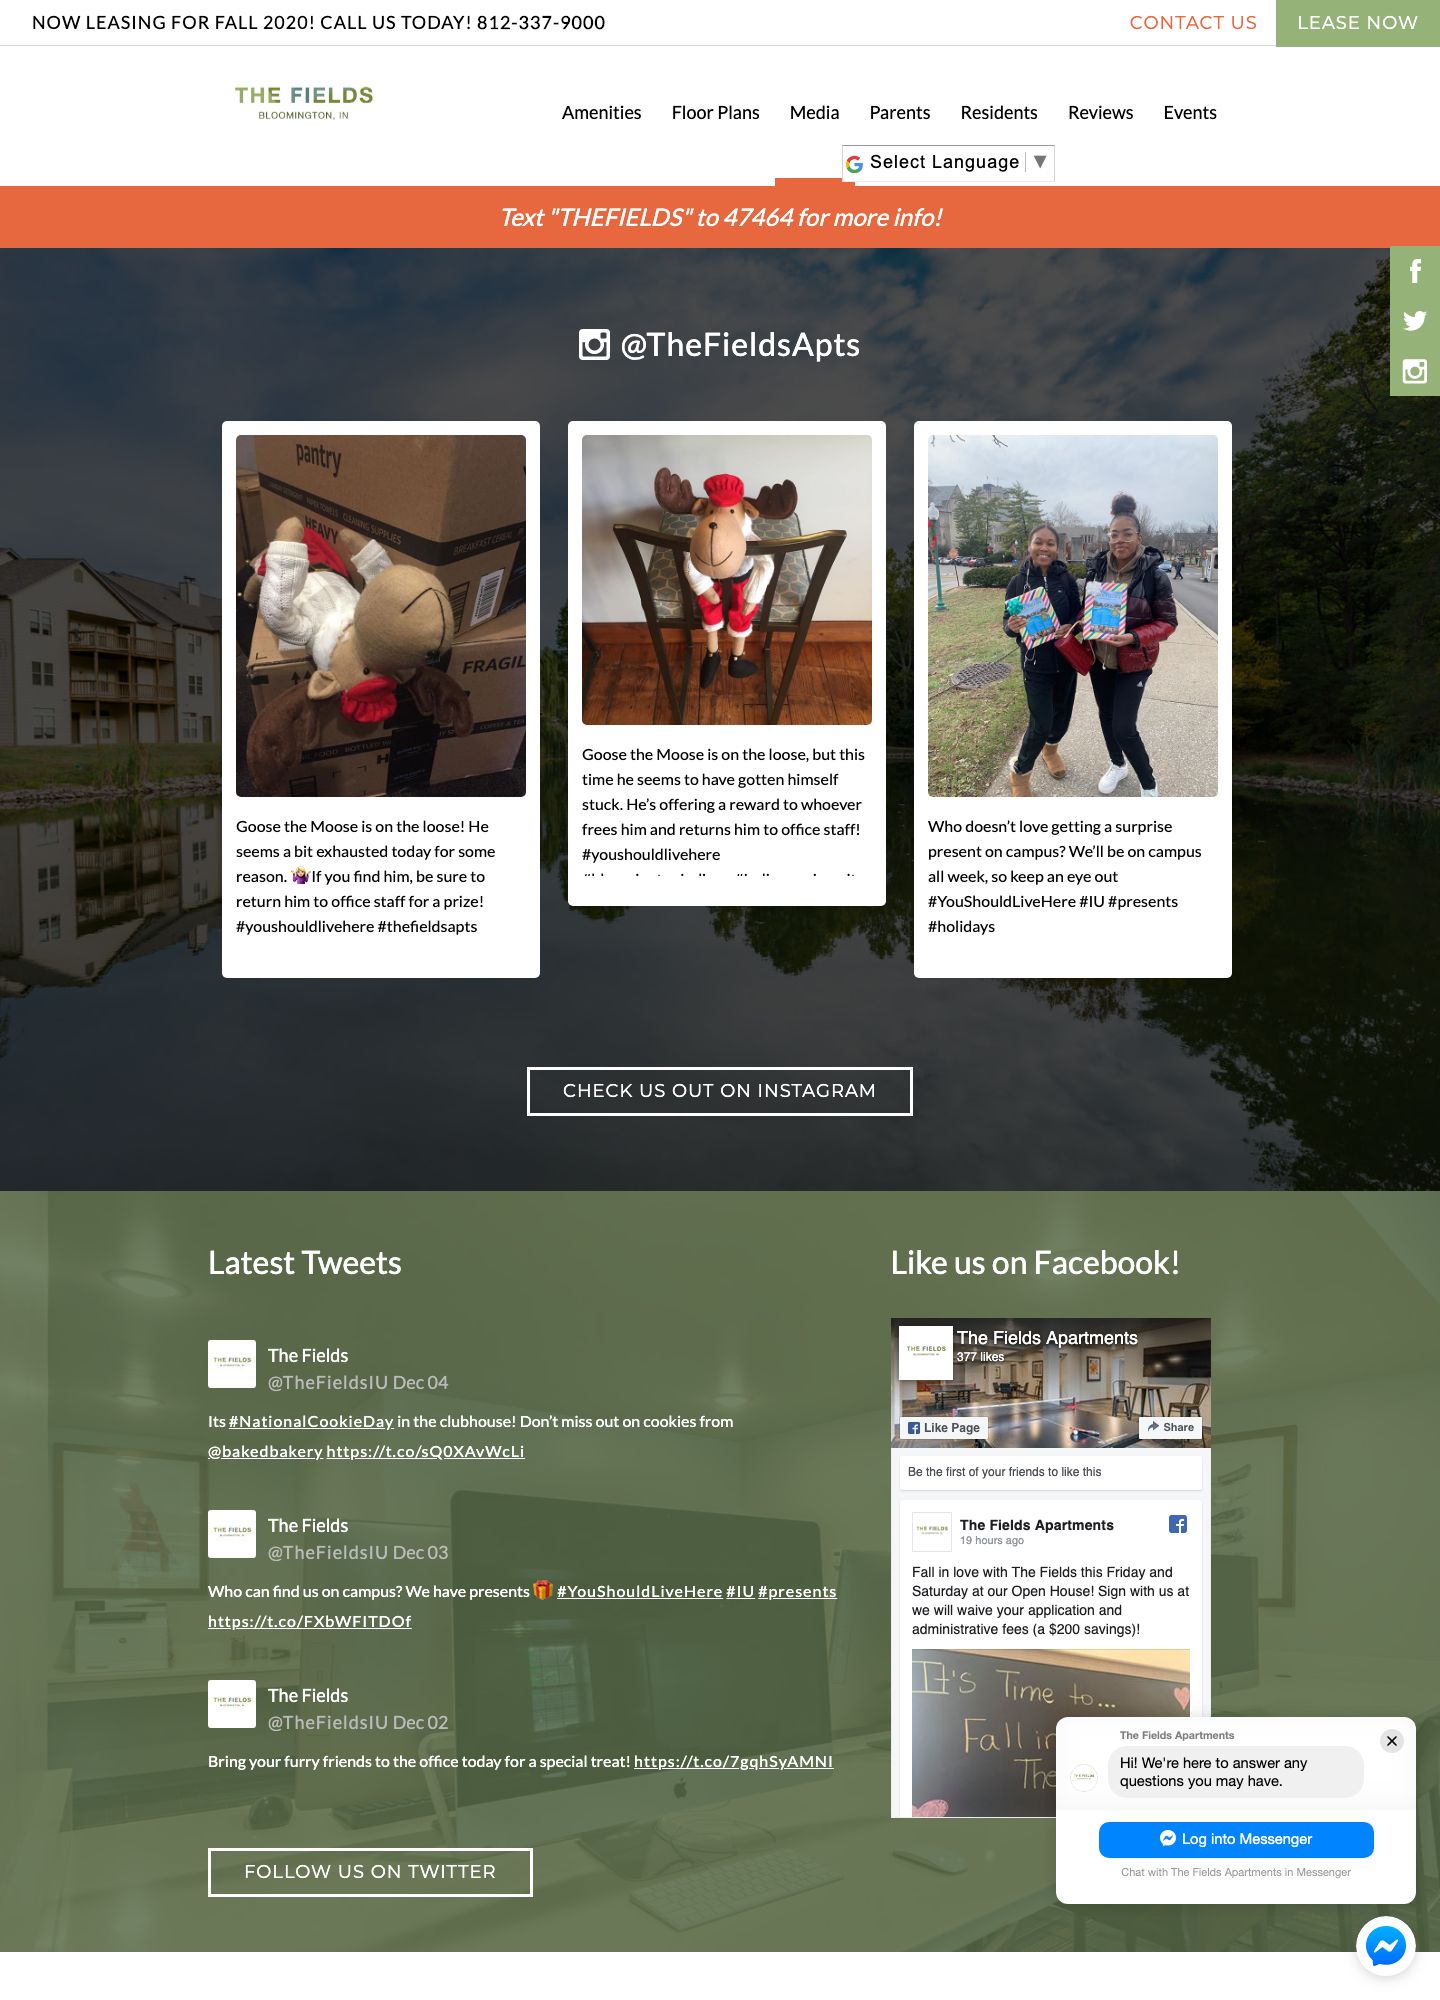 NOW LEASING FOR FALL 2020! CALL US TODAY! 812-337-9000
CONTACT US
LEASE NOW
THE FIELDS
BLOOMINGTON, IN
Amenities
Floor Plans
Media
Parents
Residents
Reviews
Events
Select Language
Text "THEFIELDS" to 47464 for more info!
@TheFieldsApts
pantry
HEAVY
FRAGIL
Goose the Moose is on the loose! He
seems a bit exhausted today for some
reason. 🤷🏼‍♀️If you find him, be sure to
return him to office staff for a prize!
#youshouldlivehere #thefieldsapts
Goose the Moose is on the loose, but this
time he seems to have gotten himself
stuck. He’s offering a reward to whoever
frees him and returns him to office staff!
#youshouldlivehere
Who doesn’t love getting a surprise
present on campus? We’ll be on campus
all week, so keep an eye out
#YouShouldLiveHere #IU #presents
#holidays
CHECK US OUT ON INSTAGRAM
Latest Tweets
THE FIELDS
The Fields
@TheFieldsIU Dec 04
Its #NationalCookieDay in the clubhouse! Don’t miss out on cookies from
@bakedbakery https://t.co/sQ0XAvWcLi
THE FIELDS
The Fields
@TheFieldsIU Dec 03
Who can find us on campus? We have presents 🎁 #YouShouldLiveHere #IU #presents
https://t.co/FXbWFITDOf
THE FIELDS
The Fields
@TheFieldsIU Dec 02
Bring your furry friends to the office today for a special treat! https://t.co/7gqhSyAMNI
FOLLOW US ON TWITTER
Like us on Facebook!
THE FIELDS
The Fields Apartments
377 likes
Like Page
Share
Be the first of your friends to like this
THE FIELDS
The Fields Apartments
19 hours ago
Fall in love with The Fields this Friday and
Saturday at our Open House! Sign with us at
we will waive your application and
administrative fees (a $200 savings)!
It's Time to...
Fall in
The
The Fields Apartments
Hi! We're here to answer any
questions you may have.
Log into Messenger
Chat with The Fields Apartments in Messenger